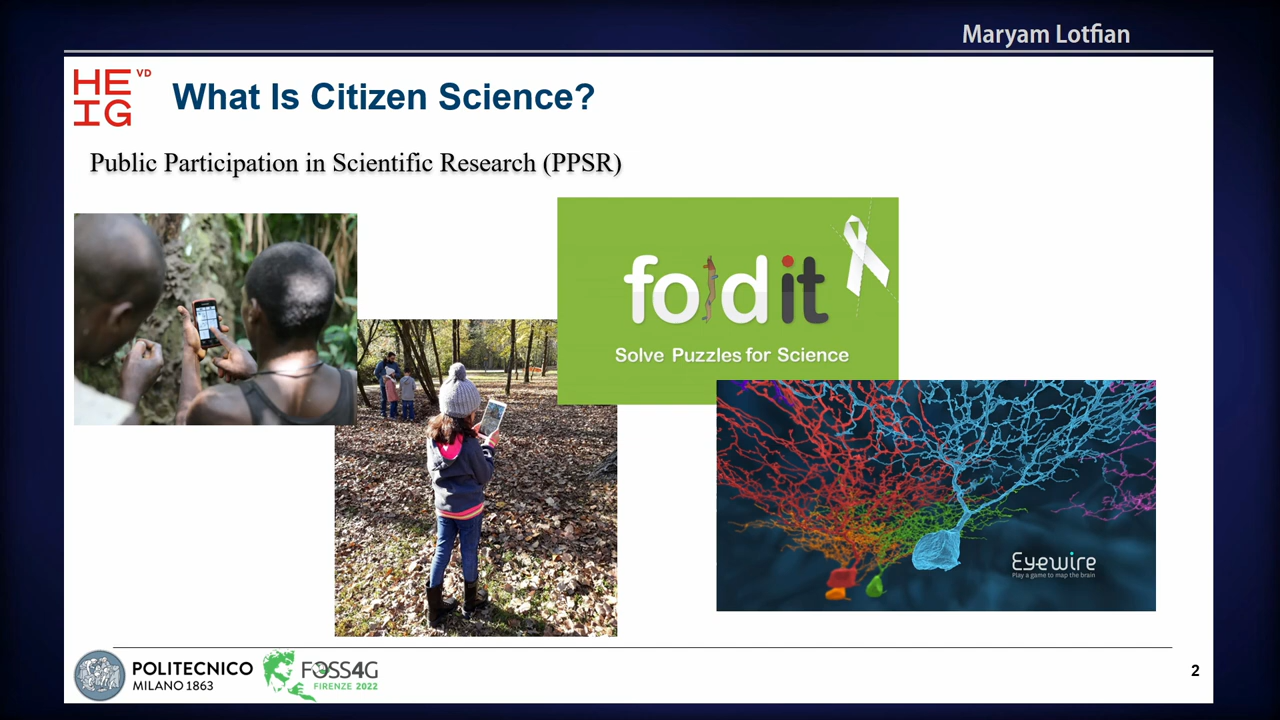 Maryam Lotfian
HE VD
IG
What Is Citizen Science?
Public Participation in Scientific Research (PPSR)
foldit
Solve Puzzles for Science
Eyewire
Play a game to map the brain
POLITECNICO
MILANO 1863
FOSS4G
FIRENZE 2022
2